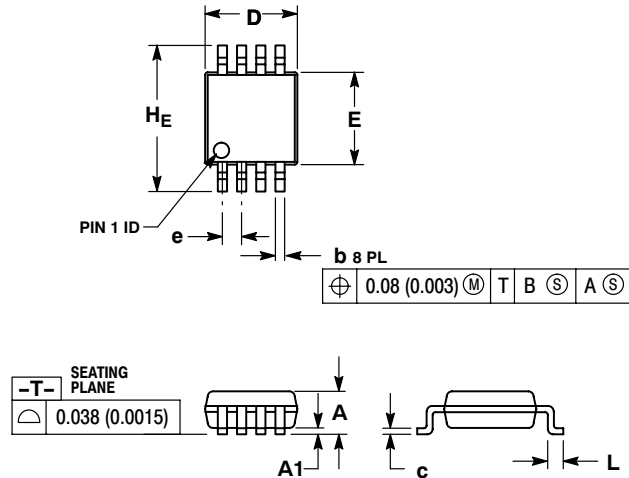 D
HE
E
PIN 1 ID
e
b 8 PL
⌖ 0.08 (0.003) Ⓜ T B Ⓢ A Ⓢ
–T– SEATING PLANE
⌓ 0.038 (0.0015)
A
A1
c
L